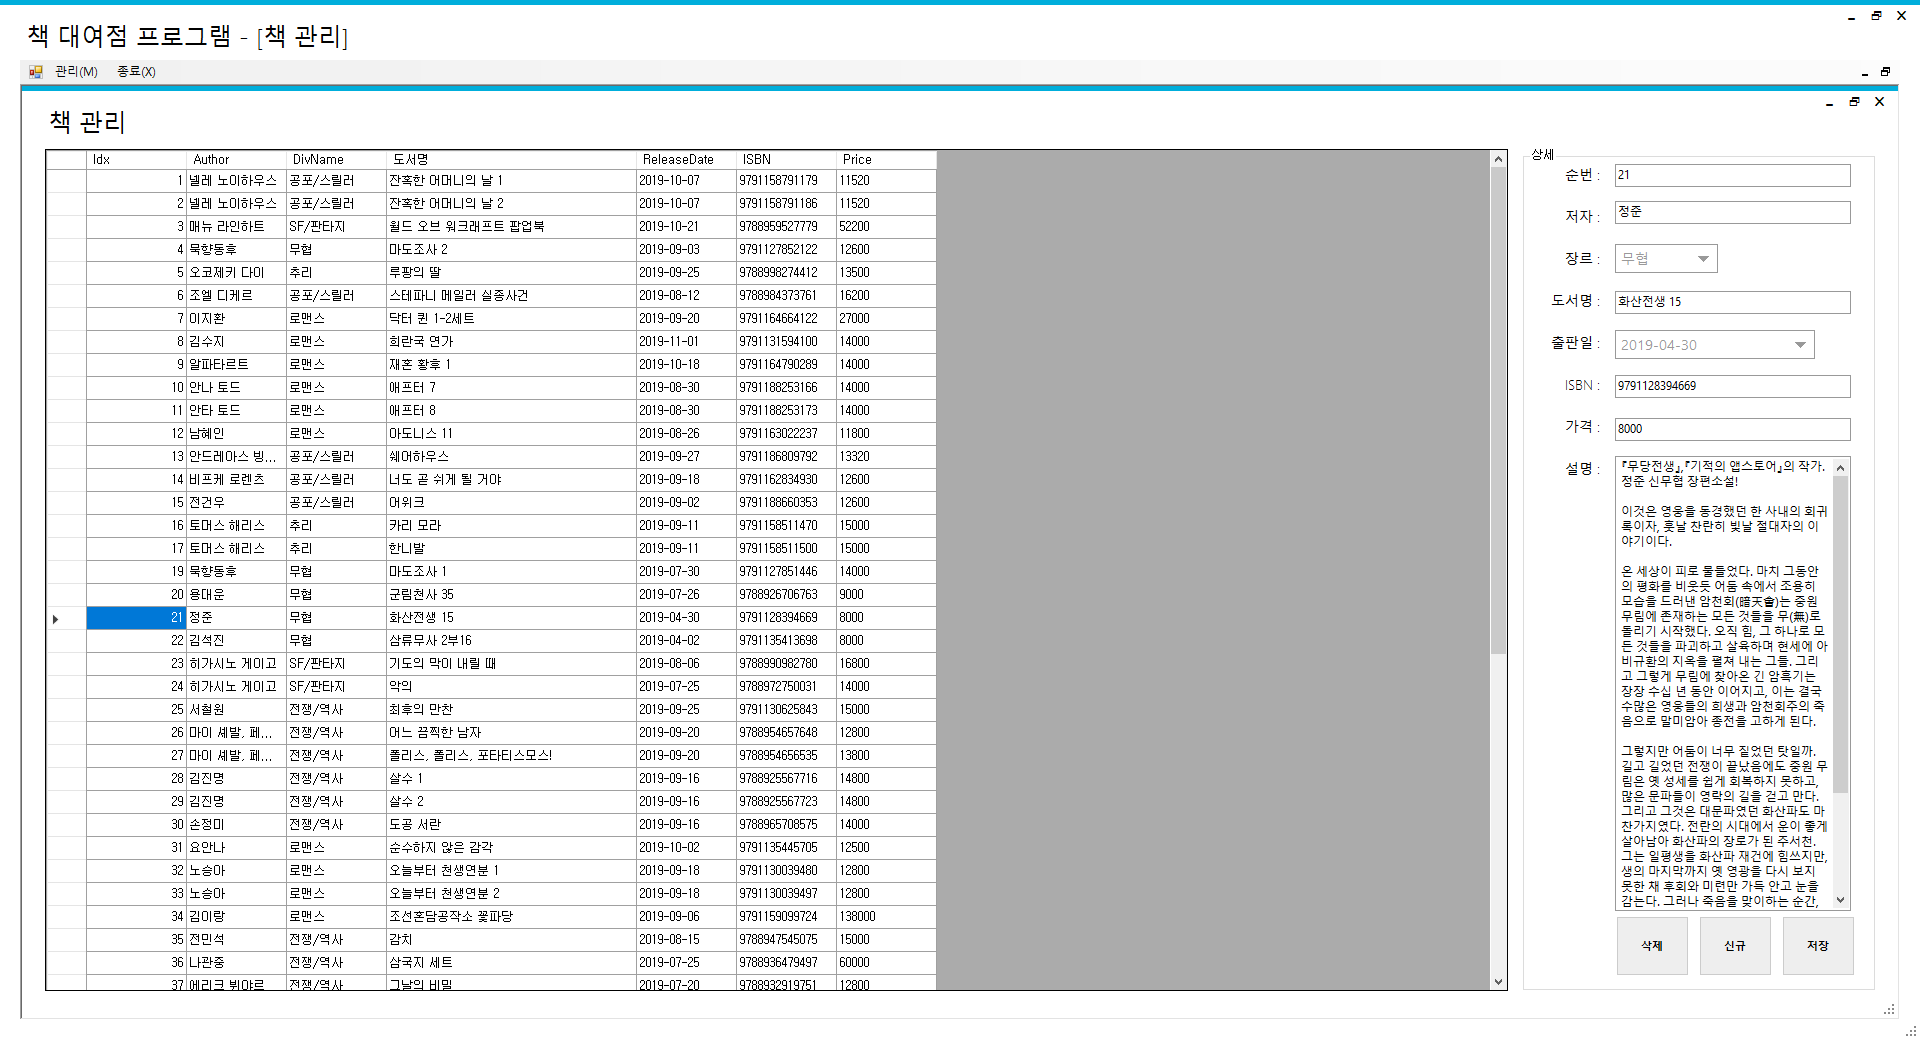 책 대여점 프로그램 - [책 관리]
관리(M) 종료(X)
책 관리
Idx Author DivName 도서명 ReleaseDate ISBN Price
1 넬레 노이하우스 공포/스릴러 잔혹한 어머니의 날 1 2019-10-07 9791158791179 11520
2 넬레 노이하우스 공포/스릴러 잔혹한 어머니의 날 2 2019-10-07 9791158791186 11520
3 매뉴 라인하트 SF/판타지 월드 오브 워크래프트 팝업북 2019-10-21 9788959527779 52200
4 묵향동후 무협 마도조사 2 2019-09-03 9791127852122 12600
5 오코제키 다이 추리 루팡의 딸 2019-09-25 9788998274412 13500
6 조엘 디케르 공포/스릴러 스테파니 메일러 실종사건 2019-08-12 9788984373761 16200
7 이지환 로맨스 닥터 퀸 1-2세트 2019-09-20 9791164664122 27000
8 김수지 로맨스 희란국 연가 2019-11-01 9791131594100 14000
9 알파타르트 로맨스 재혼 황후 1 2019-10-18 9791164790289 14000
10 안나 토드 로맨스 애프터 7 2019-08-30 9791188253166 14000
11 안타 토드 로맨스 애프터 8 2019-08-30 9791188253173 14000
12 남혜인 로맨스 아도니스 11 2019-08-26 9791163022237 11800
13 안드레아스 빙... 공포/스릴러 쉐어하우스 2019-09-27 9791186809792 13320
14 비프케 로렌츠 공포/스릴러 너도 곧 쉬게 될 거야 2019-09-18 9791162834930 12600
15 전건우 공포/스릴러 어위크 2019-09-02 9791188660353 12600
16 토머스 해리스 추리 카리 모라 2019-09-11 9791158511470 15000
17 토머스 해리스 추리 한니발 2019-09-11 9791158511500 15000
19 묵향동후 무협 마도조사 1 2019-07-30 9791127851446 14000
20 용대운 무협 군림천사 35 2019-07-26 9788926706763 9000
21 정준 무협 화산전생 15 2019-04-30 9791128394669 8000
22 김석진 무협 삼류무사 2부16 2019-04-02 9791135413698 8000
23 히가시노 게이고 SF/판타지 기도의 막이 내릴 때 2019-08-06 9788990982780 16800
24 히가시노 게이고 SF/판타지 악의 2019-07-25 9788972750031 14000
25 서철원 전쟁/역사 최후의 만찬 2019-09-25 9791130625843 15000
26 마이 셰발, 페... 전쟁/역사 어느 끔찍한 남자 2019-09-20 9788954657648 12800
27 마이 셰발, 페... 전쟁/역사 폴리스, 폴리스, 포타티스모스! 2019-09-20 9788954656535 13800
28 김진명 전쟁/역사 살수 1 2019-09-16 9788925567716 14800
29 김진명 전쟁/역사 살수 2 2019-09-16 9788925567723 14800
30 손정미 전쟁/역사 도공 서란 2019-09-16 9788965708575 14000
31 요안나 로맨스 순수하지 않은 감각 2019-10-02 9791135445705 12500
32 노승아 로맨스 오늘부터 천생연분 1 2019-09-18 9791130039480 12800
33 노승아 로맨스 오늘부터 천생연분 2 2019-09-18 9791130039497 12800
34 김이랑 로맨스 조선혼담공작소 꽃파당 2019-09-06 9791159099724 138000
35 전민석 전쟁/역사 감치 2019-08-15 9788947545075 15000
36 나관중 전쟁/역사 삼국지 세트 2019-07-25 9788936479497 60000
37 에리크 뷔야르 전쟁/역사 그날의 비밀 2019-07-20 9788932919751 12800
상세
순번 : 21
저자 : 정준
장르 : 무협
도서명 : 화산전생 15
출판일 : 2019-04-30
ISBN : 9791128394669
가격 : 8000
설명 : 『무당전생』,『기적의 앱스토어』의 작가.
정준 신무협 장편소설!
이것은 영웅을 동경했던 한 사내의 회귀
록이자, 훗날 찬란히 빛날 절대자의 이
야기이다.
온 세상이 피로 물들었다. 마치 그동안
의 평화를 비웃듯 어둠 속에서 조용히
모습을 드러낸 암천회(暗天會)는 중원
무림에 존재하는 모든 것들을 무(無)로
돌리기 시작했다. 오직 힘, 그 하나로 모
든 것들을 파괴하고 살육하며 현세에 아
비규환의 지옥을 펼쳐 내는 그들. 그리
고 그렇게 무림에 찾아온 긴 암흑기는
장장 수십 년 동안 이어지고, 이는 결국
수많은 영웅들의 희생과 암천회주의 죽
음으로 말미암아 종전을 고하게 된다.
그렇지만 어둠이 너무 짙었던 탓일까.
길고 길었던 전쟁이 끝났음에도 중원 무
림은 옛 성세를 쉽게 회복하지 못하고,
많은 문파들이 영락의 길을 걷고 만다.
그리고 그것은 대문파였던 화산파도 마
찬가지였다. 전란의 시대에서 운이 좋게
살아남아 화산파의 장로가 된 주서천.
그는 일평생을 화산파 재건에 힘쓰지만,
생의 마지막까지 옛 영광을 다시 보지
못한 채 후회와 미련만 가득 안고 눈을
감는다. 그러나 죽음을 맞이하는 순간,
삭제 신규 저장